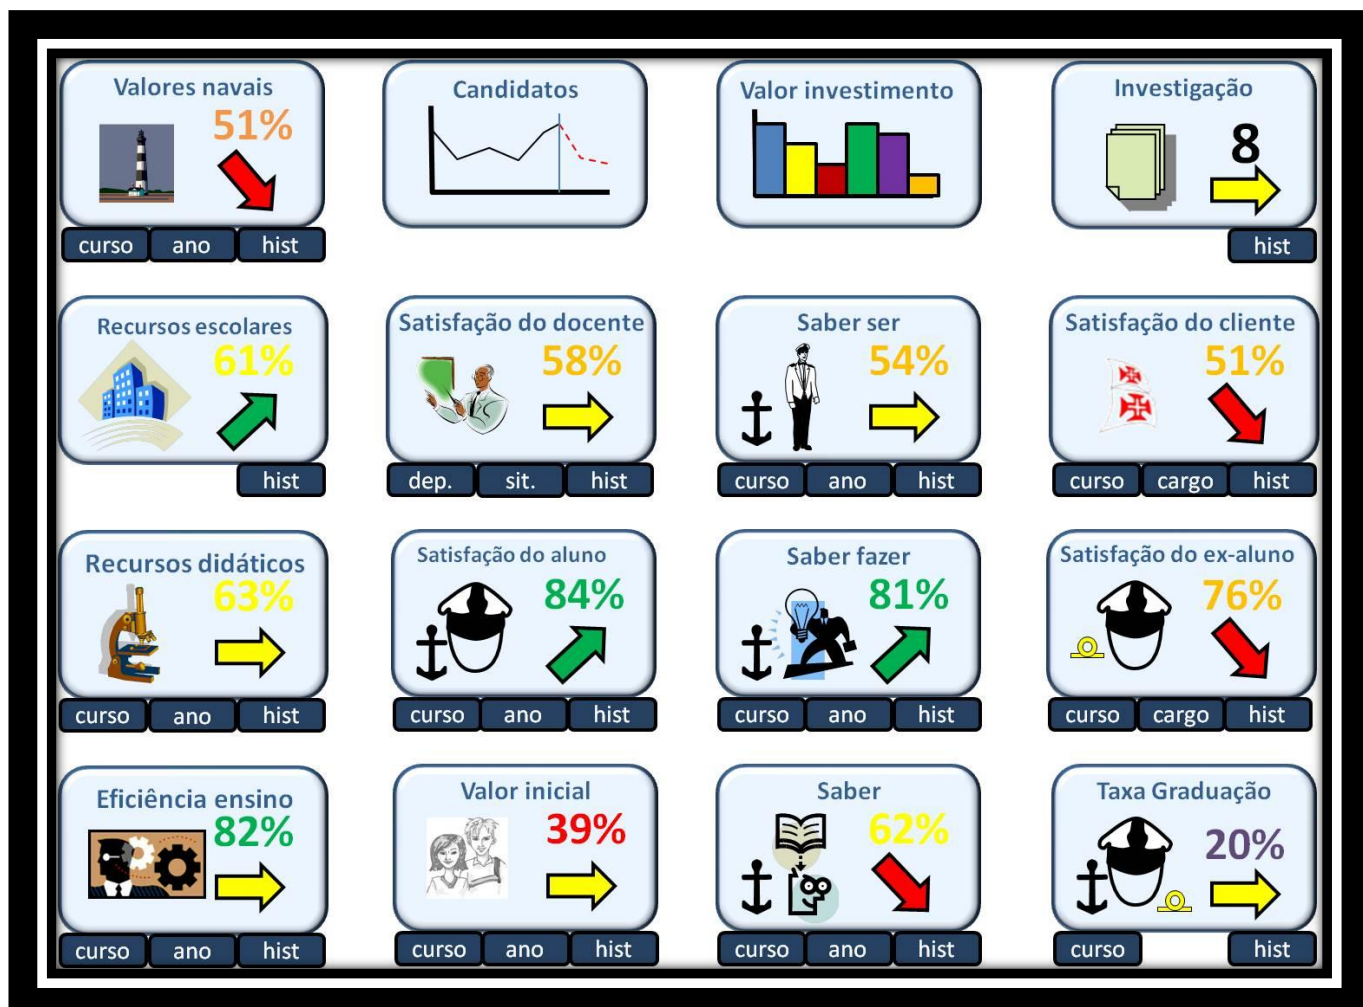 Valores navais
51%
curso ano hist
Candidatos
Valor investimento
Investigação
8
hist
Recursos escolares
61%
hist
Satisfação do docente
58%
dep. sit. hist
Saber ser
54%
curso ano hist
Satisfação do cliente
51%
curso cargo hist
Recursos didáticos
63%
curso ano hist
Satisfação do aluno
84%
curso ano hist
Saber fazer
81%
curso ano hist
Satisfação do ex-aluno
76%
curso cargo hist
Eficiência ensino
82%
curso ano hist
Valor inicial
39%
curso ano hist
Saber
62%
curso ano hist
Taxa Graduação
20%
curso hist